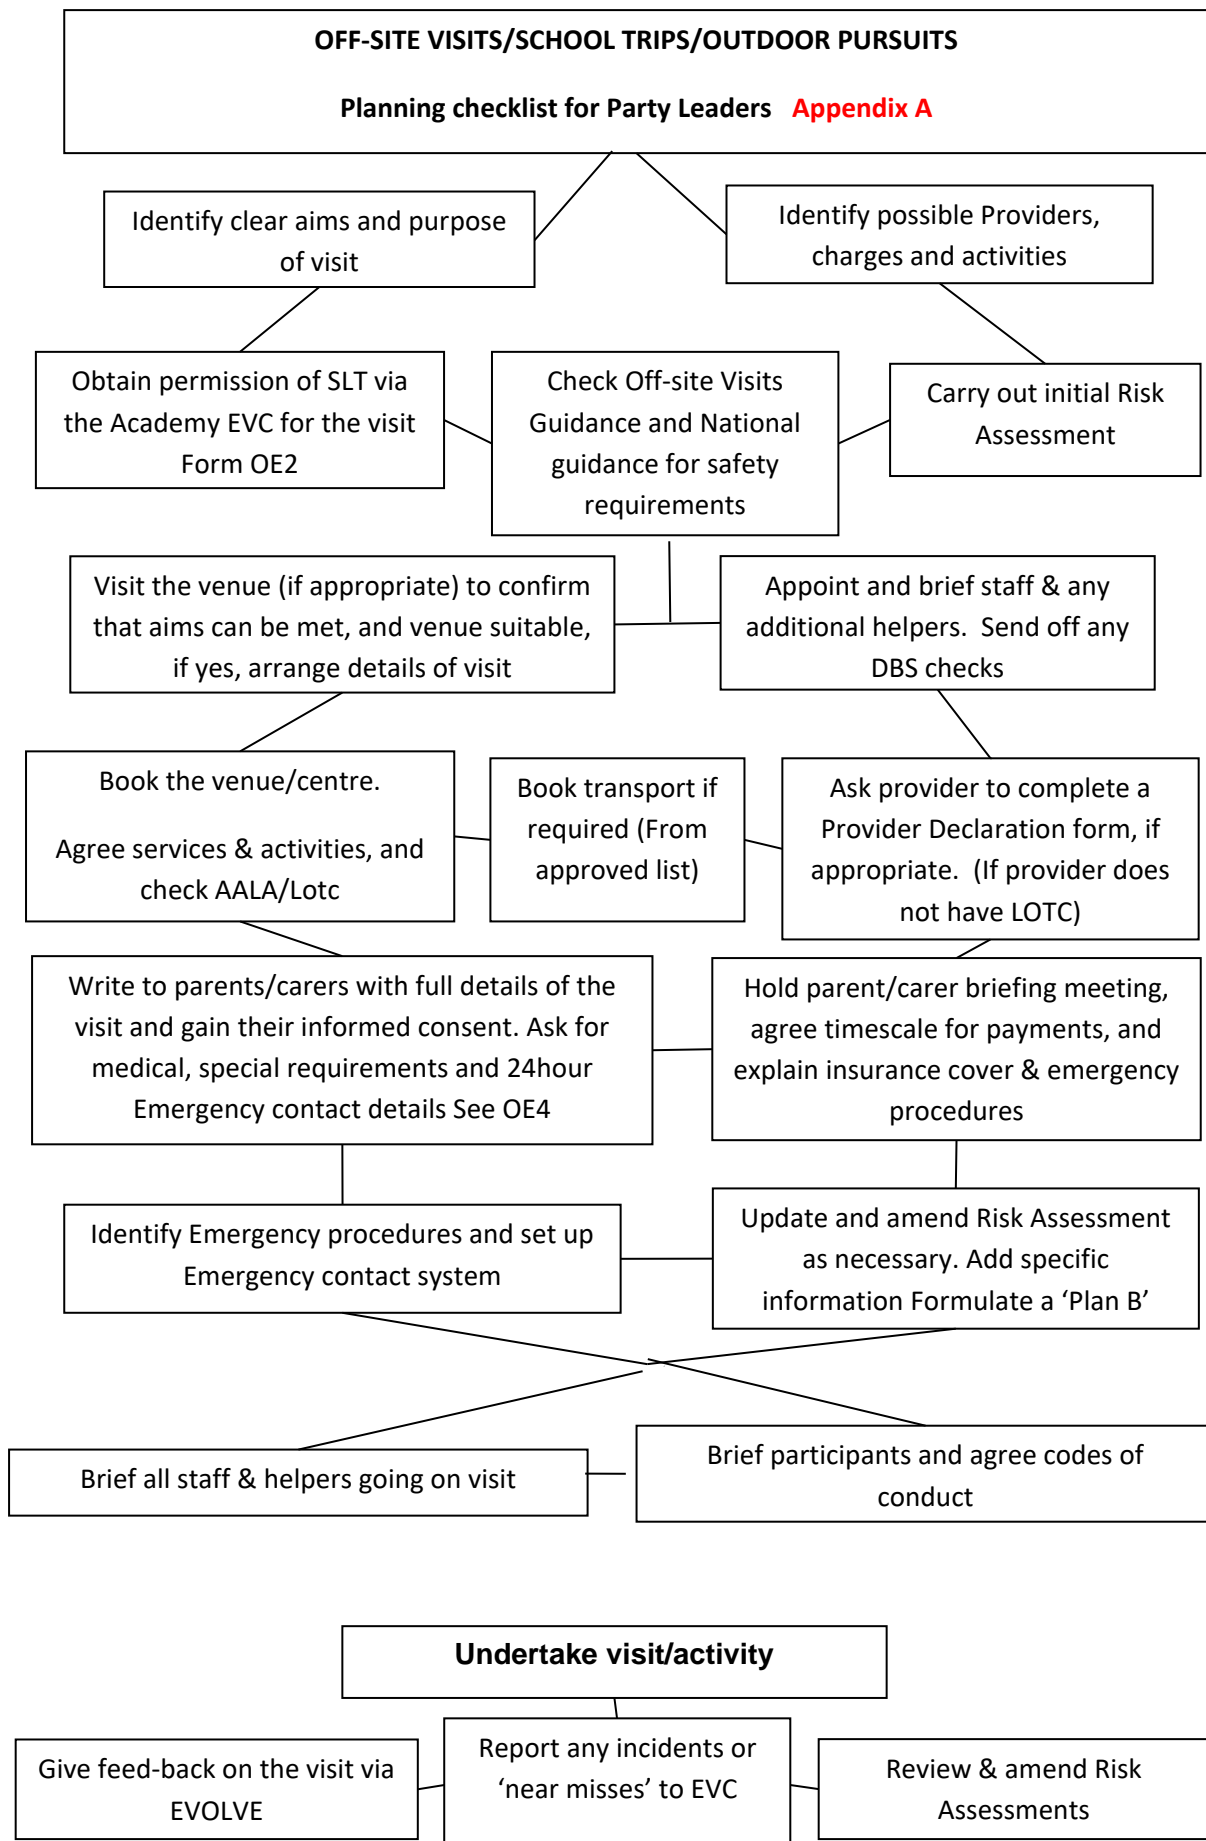 OFF-SITE VISITS/SCHOOL TRIPS/OUTDOOR PURSUITS
Planning checklist for Party Leaders Appendix A
Identify clear aims and purpose
of visit
Identify possible Providers,
charges and activities
Obtain permission of SLT via
the Academy EVC for the visit
Form OE2
Check Off-site Visits
Guidance and National
guidance for safety
requirements
Carry out initial Risk
Assessment
Visit the venue (if appropriate) to confirm
that aims can be met, and venue suitable,
if yes, arrange details of visit
Appoint and brief staff & any
additional helpers. Send off any
DBS checks
Book the venue/centre.
Agree services & activities, and
check AALA/Lotc
Book transport if
required (From
approved list)
Ask provider to complete a
Provider Declaration form, if
appropriate. (If provider does
not have LOTC)
Write to parents/carers with full details of the
visit and gain their informed consent. Ask for
medical, special requirements and 24hour
Emergency contact details See OE4
Hold parent/carer briefing meeting,
agree timescale for payments, and
explain insurance cover & emergency
procedures
Identify Emergency procedures and set up
Emergency contact system
Update and amend Risk Assessment
as necessary. Add specific
information Formulate a ‘Plan B’
Brief all staff & helpers going on visit
Brief participants and agree codes of
conduct
Undertake visit/activity
Give feed-back on the visit via
EVOLVE
Report any incidents or
‘near misses’ to EVC
Review & amend Risk
Assessments